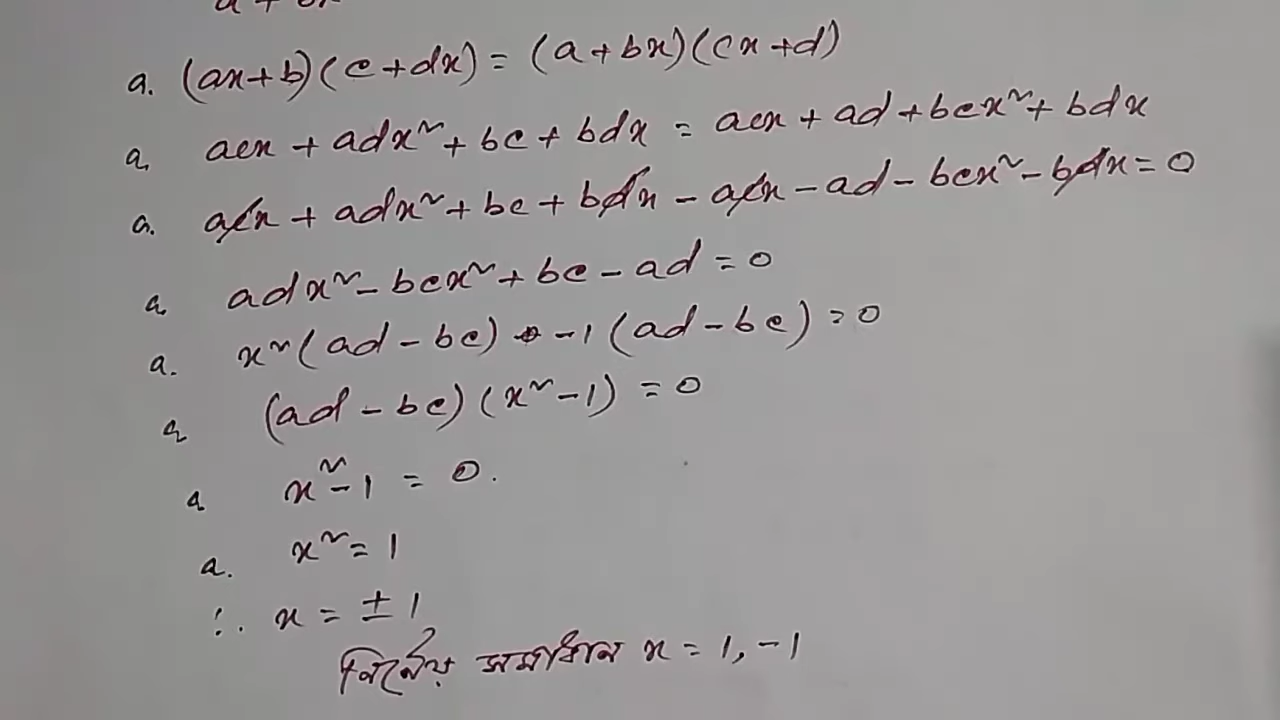 a + bx
a. (ax+b)(c+dx) = (a+bx)(cx+d)
a, acx + adx² + bc + bdx = acx + ad + bcx² + bdx
a. acx + adx² + bc + bdx - acx - ad - bcx² - bdx = 0
a, adx² - bcx² + bc - ad = 0
a. x²(ad - bc) -1 (ad - bc) = 0
a, (ad - bc)(x² - 1) = 0
a x² - 1 = 0.
a. x² = 1
∴ x = ± 1
নির্ণেয় সমাধান x = 1, -1